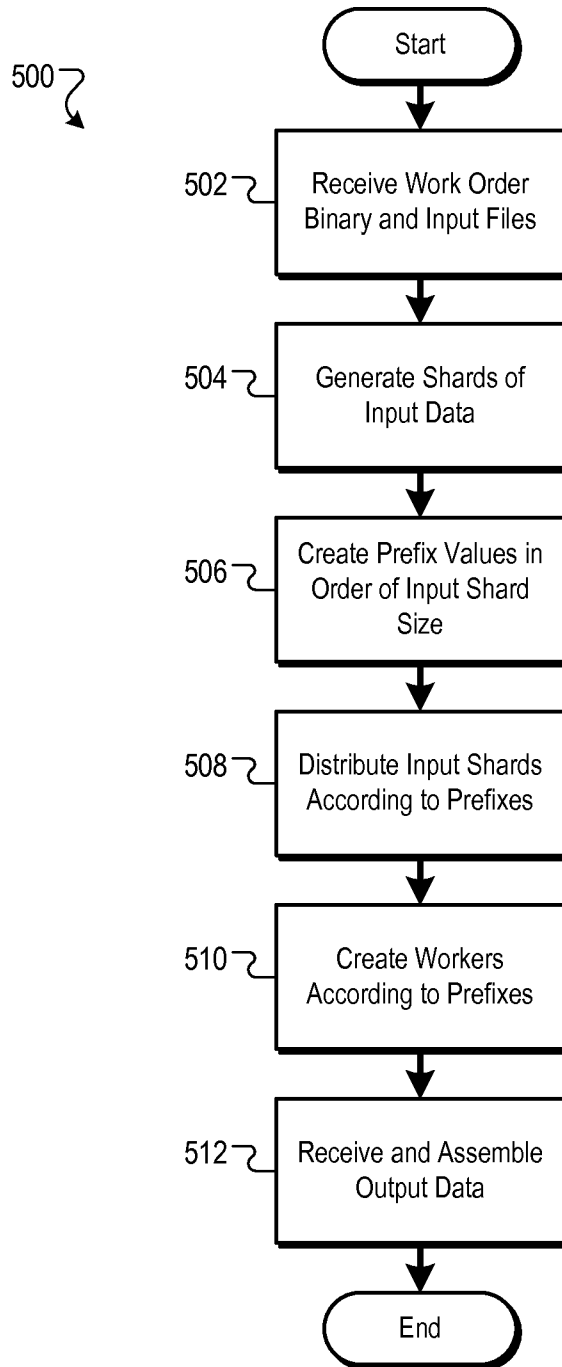 Start
500
502
Receive Work Order
Binary and Input Files
504
Generate Shards of
Input Data
506
Create Prefix Values in
Order of Input Shard
Size
508
Distribute Input Shards
According to Prefixes
510
Create Workers
According to Prefixes
512
Receive and Assemble
Output Data
End